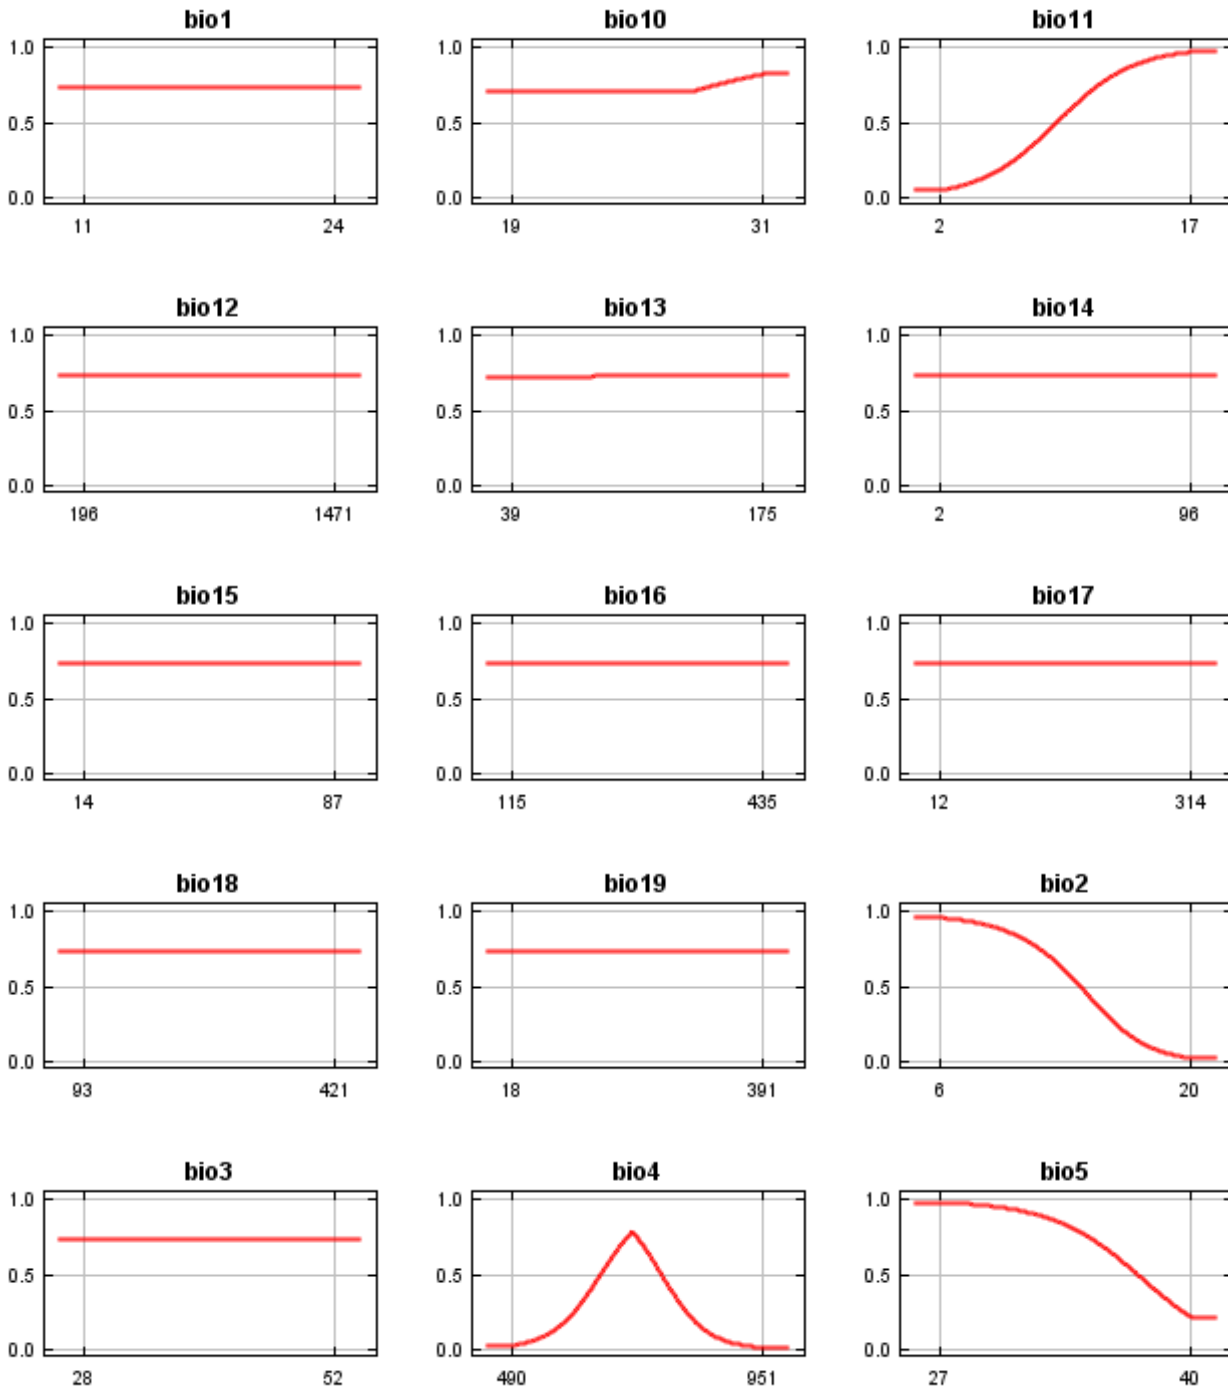 bio1 bio10 bio11
1.0 1.0 1.0
0.5 0.5 0.5
0.0 0.0 0.0
11 24 19 31 2 17
bio12 bio13 bio14
1.0 1.0 1.0
0.5 0.5 0.5
0.0 0.0 0.0
196 1471 39 175 2 96
bio15 bio16 bio17
1.0 1.0 1.0
0.5 0.5 0.5
0.0 0.0 0.0
14 87 115 435 12 314
bio18 bio19 bio2
1.0 1.0 1.0
0.5 0.5 0.5
0.0 0.0 0.0
93 421 18 391 6 20
bio3 bio4 bio5
1.0 1.0 1.0
0.5 0.5 0.5
0.0 0.0 0.0
28 52 490 951 27 40